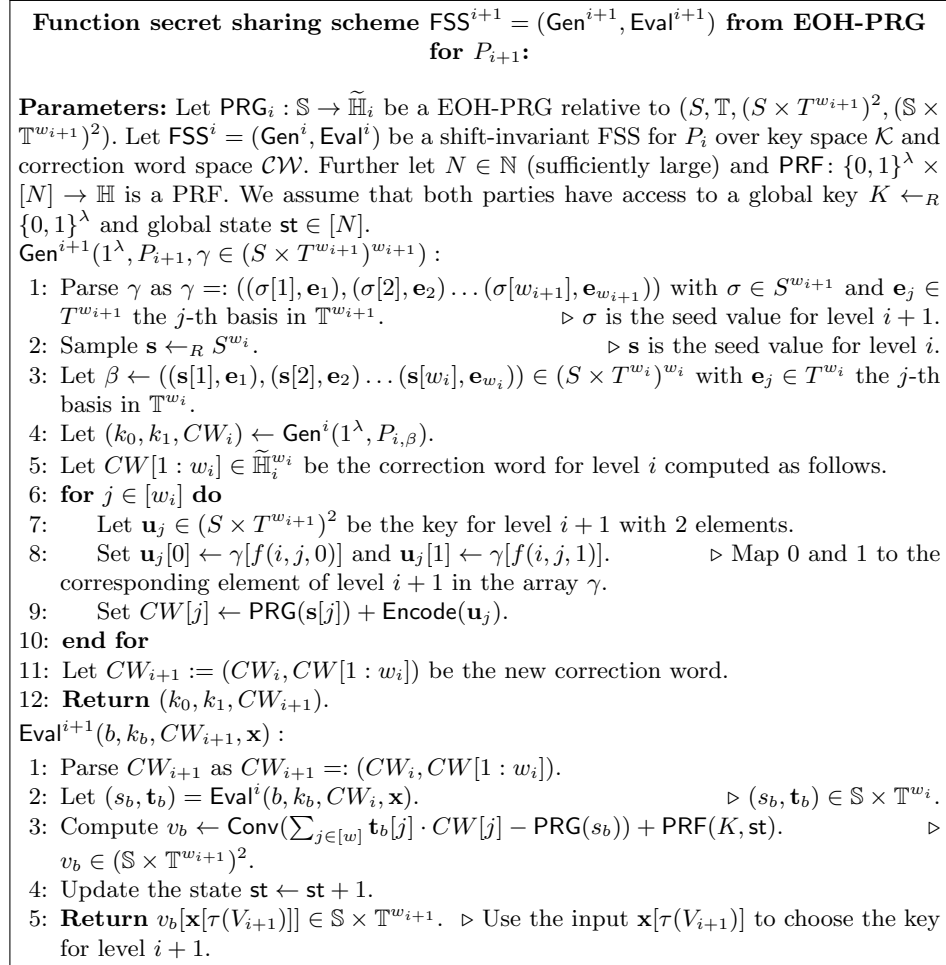 Function secret sharing scheme FSS^{i+1} = (Gen^{i+1}, Eval^{i+1}) from EOH-PRG
for P_{i+1}:
Parameters: Let PRG_i : 𝕊 → ℍ̃_i be a EOH-PRG relative to (S, 𝕋, (S × T^{w_{i+1}})^2, (𝕊 ×
𝕋^{w_{i+1}})^2). Let FSS^i = (Gen^i, Eval^i) be a shift-invariant FSS for P_i over key space 𝒦 and
correction word space 𝒞𝒲. Further let N ∈ ℕ (sufficiently large) and PRF: {0, 1}^λ ×
[N] → ℍ is a PRF. We assume that both parties have access to a global key K ←_R
{0, 1}^λ and global state st ∈ [N].
Gen^{i+1}(1^λ, P_{i+1}, γ ∈ (S × T^{w_{i+1}})^{w_{i+1}}) :
1: Parse γ as γ =: ((σ[1], e_1), (σ[2], e_2) … (σ[w_{i+1}], e_{w_{i+1}})) with σ ∈ S^{w_{i+1}} and e_j ∈
T^{w_{i+1}} the j-th basis in 𝕋^{w_{i+1}}. ▷ σ is the seed value for level i + 1.
2: Sample s ←_R S^{w_i}. ▷ s is the seed value for level i.
3: Let β ← ((s[1], e_1), (s[2], e_2) … (s[w_i], e_{w_i})) ∈ (S × T^{w_i})^{w_i} with e_j ∈ T^{w_i} the j-th
basis in 𝕋^{w_i}.
4: Let (k_0, k_1, CW_i) ← Gen^i(1^λ, P_{i,β}).
5: Let CW[1 : w_i] ∈ ℍ̃_i^{w_i} be the correction word for level i computed as follows.
6: for j ∈ [w_i] do
7: Let u_j ∈ (S × T^{w_{i+1}})^2 be the key for level i + 1 with 2 elements.
8: Set u_j[0] ← γ[f(i, j, 0)] and u_j[1] ← γ[f(i, j, 1)]. ▷ Map 0 and 1 to the
corresponding element of level i + 1 in the array γ.
9: Set CW[j] ← PRG(s[j]) + Encode(u_j).
10: end for
11: Let CW_{i+1} := (CW_i, CW[1 : w_i]) be the new correction word.
12: Return (k_0, k_1, CW_{i+1}).
Eval^{i+1}(b, k_b, CW_{i+1}, x) :
1: Parse CW_{i+1} as CW_{i+1} =: (CW_i, CW[1 : w_i]).
2: Let (s_b, t_b) = Eval^i(b, k_b, CW_i, x). ▷ (s_b, t_b) ∈ 𝕊 × 𝕋^{w_i}.
3: Compute v_b ← Conv(∑_{j∈[w]} t_b[j] · CW[j] − PRG(s_b)) + PRF(K, st). ▷
v_b ∈ (𝕊 × 𝕋^{w_{i+1}})^2.
4: Update the state st ← st + 1.
5: Return v_b[x[τ(V_{i+1})]] ∈ 𝕊 × 𝕋^{w_{i+1}}. ▷ Use the input x[τ(V_{i+1})] to choose the key
for level i + 1.